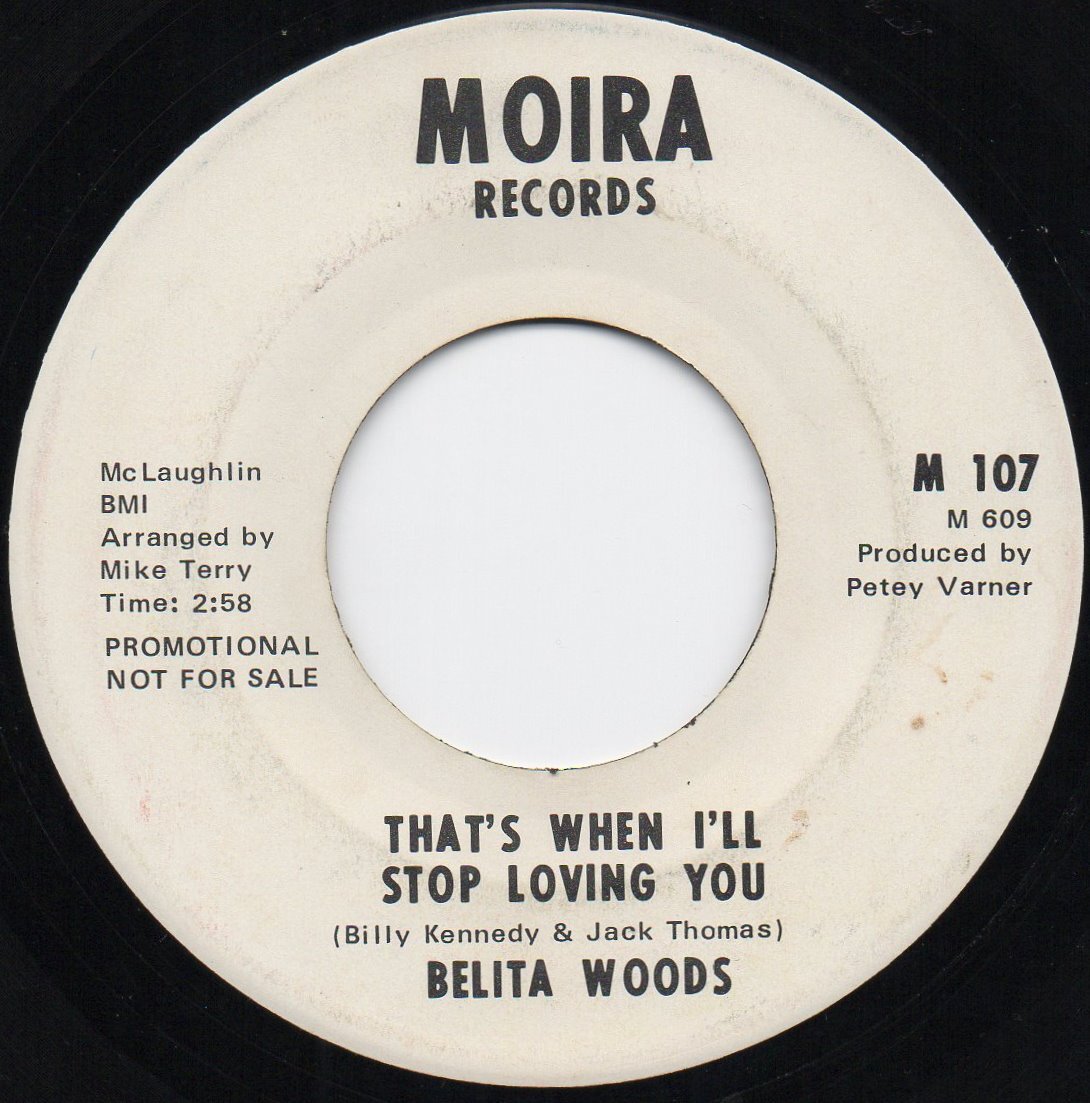 MOIRA
RECORDS
McLaughlin
BMI
Arranged by
Mike Terry
Time: 2:58
PROMOTIONAL
NOT FOR SALE
M 107
M 609
Produced by
Petey Varner
THAT'S WHEN I'LL
STOP LOVING YOU
(Billy Kennedy & Jack Thomas)
BELITA WOODS